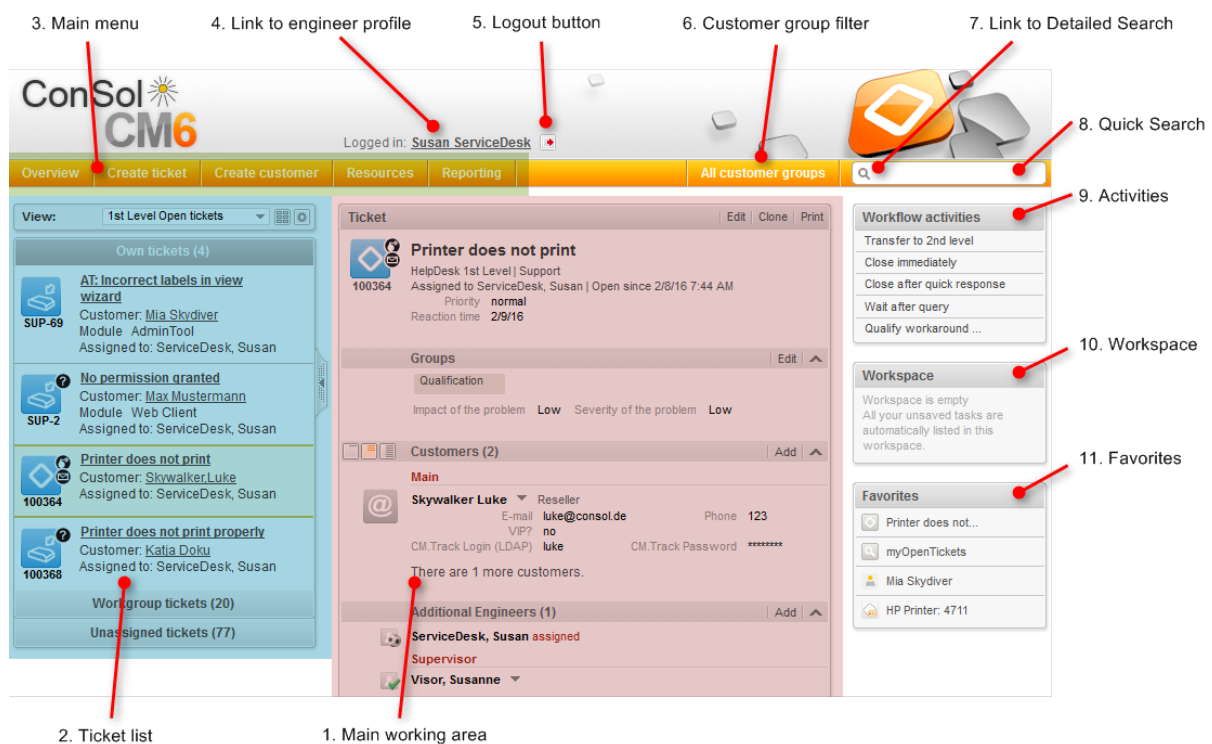 3. Main menu
4. Link to engineer profile
5. Logout button
6. Customer group filter
7. Link to Detailed Search
ConSol
CM6
Logged in: Susan ServiceDesk
8. Quick Search
Overview
Create ticket
Create customer
Resources
Reporting
All customer groups
9. Activities
View:
1st Level Open tickets
Own tickets (4)
AT: Incorrect labels in view
wizard
SUP-69
Customer: Mia Skydiver
Module AdminTool
Assigned to: ServiceDesk, Susan
No permission granted
Customer: Max Mustermann
SUP-2
Module Web Client
Assigned to: ServiceDesk, Susan
Printer does not print
Customer: Skywalker,Luke
100364
Assigned to: ServiceDesk, Susan
Printer does not print properly
Customer: Katja Doku
100368
Assigned to: ServiceDesk, Susan
Workgroup tickets (20)
Unassigned tickets (77)
Ticket
Edit
Clone
Print
Printer does not print
HelpDesk 1st Level | Support
100364
Assigned to ServiceDesk, Susan | Open since 2/8/16 7:44 AM
Priority normal
Reaction time 2/9/16
Groups
Edit
Qualification
Impact of the problem Low Severity of the problem Low
Customers (2)
Add
Main
@
Skywalker Luke Reseller
E-mail luke@consol.de Phone 123
VIP? no
CM.Track Login (LDAP) luke CM.Track Password ********
There are 1 more customers.
Additional Engineers (1)
Add
ServiceDesk, Susan assigned
Supervisor
Visor, Susanne
Workflow activities
Transfer to 2nd level
Close immediately
Close after quick response
Wait after query
Qualify workaround ...
10. Workspace
Workspace
Workspace is empty
All your unsaved tasks are
automatically listed in this
workspace.
11. Favorites
Favorites
Printer does not...
myOpenTickets
Mia Skydiver
HP Printer: 4711
2. Ticket list
1. Main working area